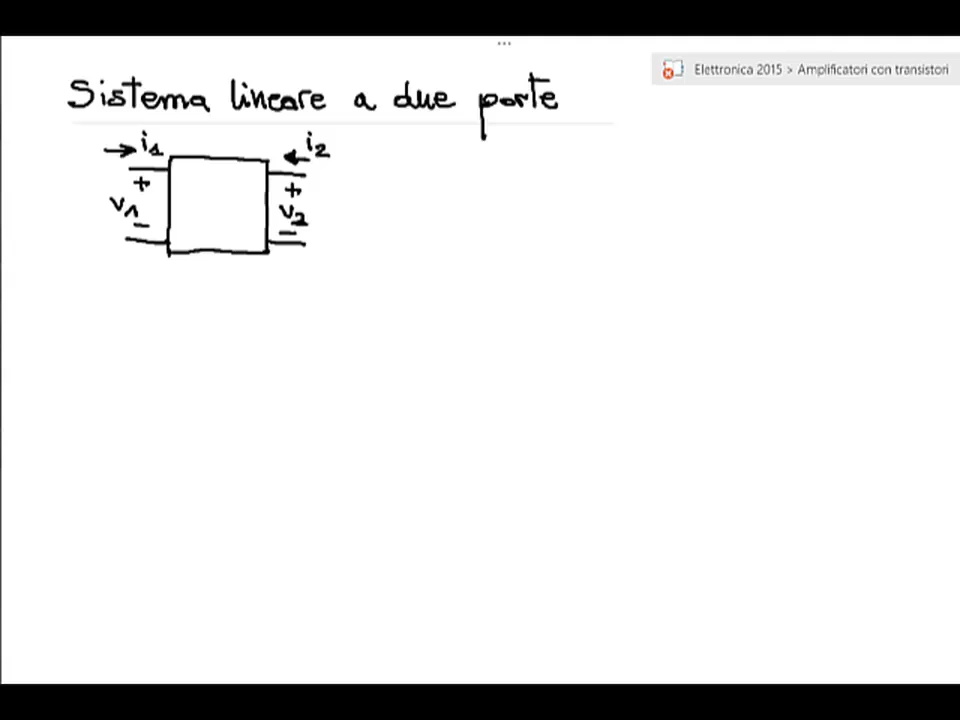 ...
Elettronica 2015 > Amplificatori con transistori
Sistema lineare a due porte
i1
i2
+
+
v1
v2
−
−